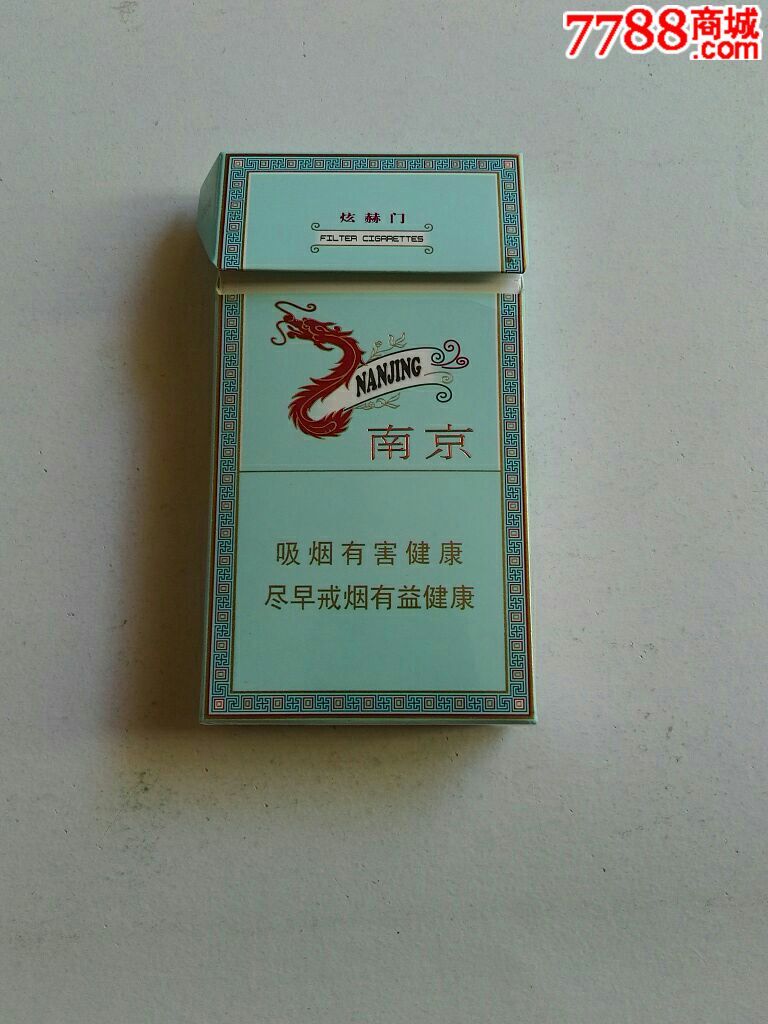 7788商城
.com
炫赫门
FILTER CIGARETTES
NANJING
南京
吸烟有害健康
尽早戒烟有益健康